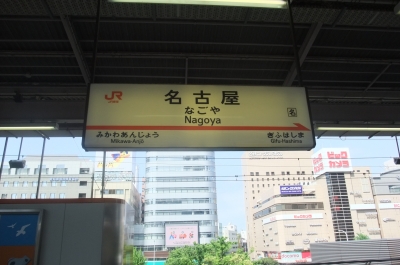 JR
名古屋
なごや
Nagoya
みかわあんじょう
Mikawa-Anjō
ぎふはしま
Gifu-Hashima
ビック
カメラ